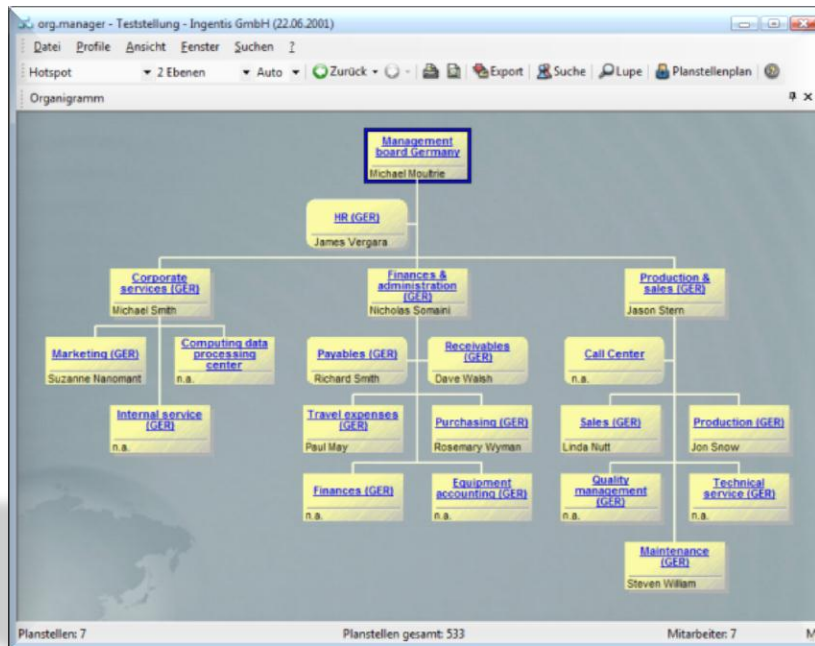 org.manager - Teststellung - Ingentis GmbH (22.06.2001)
Datei Profile Ansicht Fenster Suchen ?
Hotspot 2 Ebenen Auto Zurück Export Suche Lupe Planstellenplan
Organigramm
Management
board Germany
Michael Moultrie
HR (GER)
James Vergara
Corporate
services (GER)
Michael Smith
Finances &
administration
(GER)
Nicholas Somaini
Production &
sales (GER)
Jason Stern
Marketing (GER)
Suzanne Nanomant
Computing data
processing
center
n.a.
Internal service
(GER)
n.a.
Payables (GER)
Richard Smith
Receivables
(GER)
Dave Walsh
Travel expenses
(GER)
Paul May
Purchasing (GER)
Rosemary Wyman
Finances (GER)
n.a.
Equipment
accounting (GER)
n.a.
Call Center
n.a.
Sales (GER)
Linda Nutt
Production (GER)
Jon Snow
Quality
management
(GER)
n.a.
Technical
service (GER)
n.a.
Maintenance
(GER)
Steven William
Planstellen: 7 Planstellen gesamt: 533 Mitarbeiter: 7 M